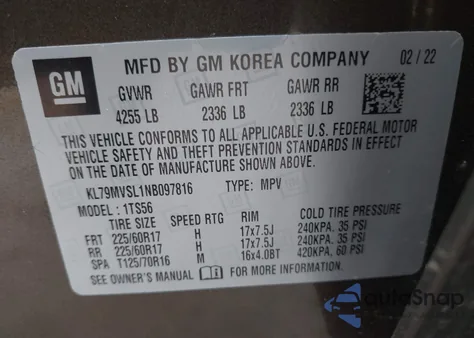 GM
MFD BY GM KOREA COMPANY 02 / 22
GVWR GAWR FRT GAWR RR
4255 LB 2336 LB 2336 LB
THIS VEHICLE CONFORMS TO ALL APPLICABLE U.S. FEDERAL MOTOR
VEHICLE SAFETY AND THEFT PREVENTION STANDARDS IN EFFECT
ON THE DATE OF MANUFACTURE SHOWN ABOVE.
KL79MVSL1NB097816 TYPE: MPV
MODEL : 1TS56
TIRE SIZE SPEED RTG RIM COLD TIRE PRESSURE
FRT 225/60R17 H 17x7.5J 240KPA, 35 PSI
RR 225/60R17 H 17x7.5J 240KPA, 35 PSI
SPA T125/70R16 M 16x4.0BT 420KPA, 60 PSI
SEE OWNER'S MANUAL FOR MORE INFORMATION
AutoSnap